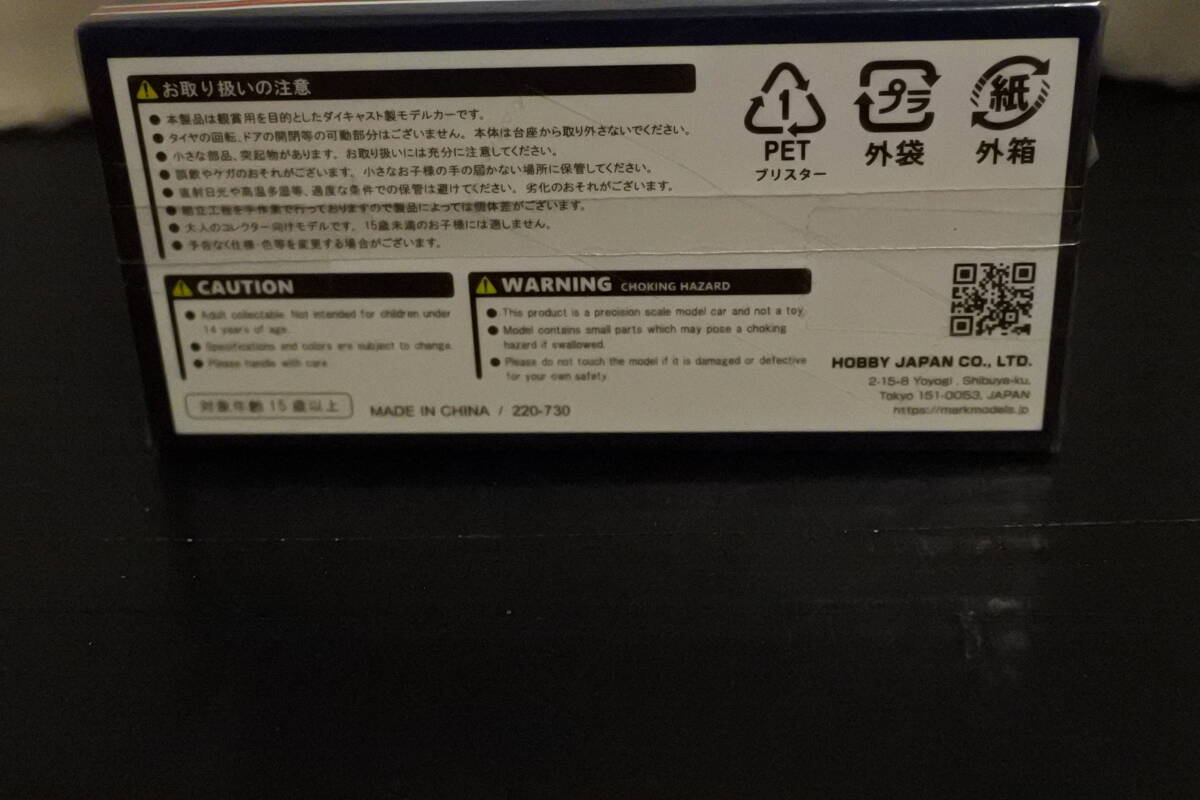 お取り扱いの注意
● 本製品は観賞用を目的としたダイキャスト製モデルカーです。
● タイヤの回転、ドアの開閉等の可動部分はございません。本体は台座から取り外さないでください。
● 小さな部品、突起物があります。お取り扱いには充分に注意してください。
● 誤飲やケガのおそれがございます。小さなお子様の手の届かない場所に保管してください。
● 直射日光や高温多湿等、過度な条件での保管は避けてください。劣化のおそれがございます。
● 組立工程を手作業で行っておりますので製品によっては個体差がございます。
● 大人のコレクター向けモデルです。15歳未満のお子様には適しません。
● 予告なく仕様・色等を変更する場合がございます。
1
PET
ブリスター
プラ
外袋
紙
外箱
CAUTION
● Adult collectable. Not intended for children under
14 years of age.
● Specifications and colors are subject to change.
● Please handle with care.
WARNING CHOKING HAZARD
● This product is a precision scale model car and not a toy.
● Model contains small parts which may pose a choking
hazard if swallowed.
● Please do not touch the model if it is damaged or defective
for your own safety.
対象年齢15歳以上
MADE IN CHINA / 220-730
HOBBY JAPAN CO., LTD.
2-15-8 Yoyogi , Shibuya-ku,
Tokyo 151-0053, JAPAN
https://markmodels.jp